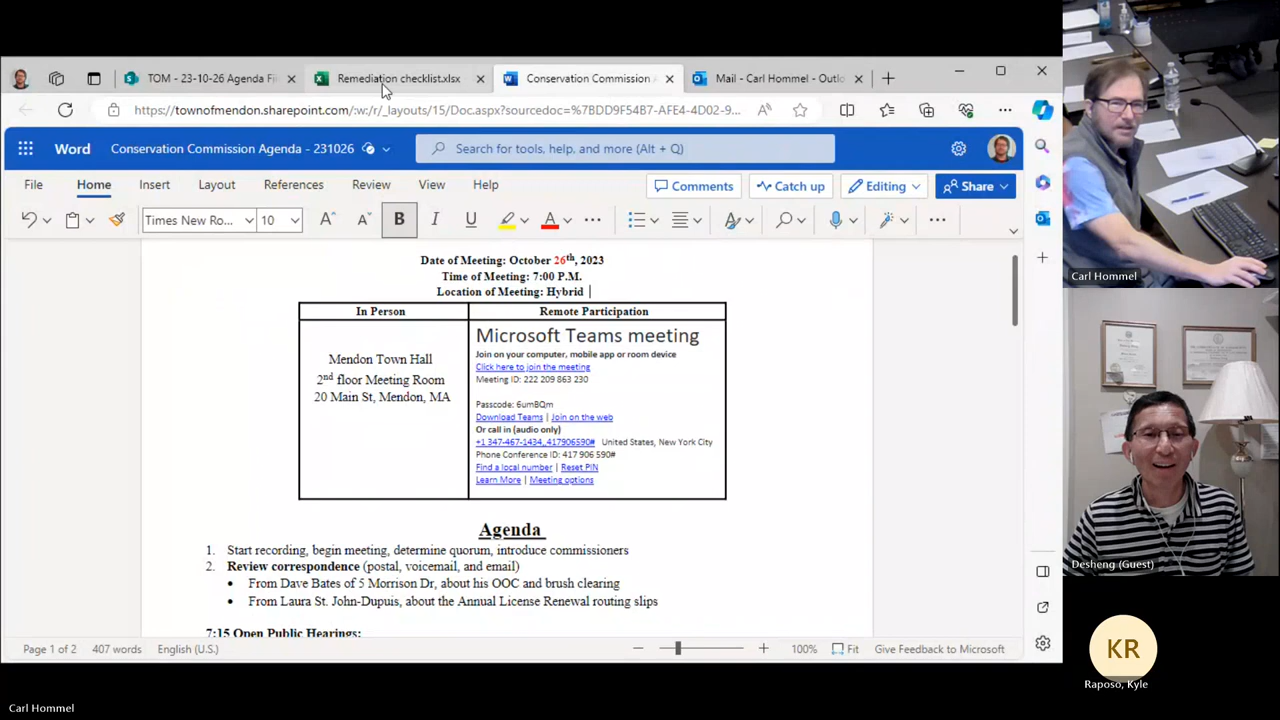 TOM - 23-10-26 Agenda Fi
Remediation checklist.xlsx
Conservation Commission A
Mail - Carl Hommel - Outlo
https://townofmendon.sharepoint.com/:w:/r/_layouts/15/Doc.aspx?sourcedoc=%7BDD9F54B7-AFE4-4D02-9...
Word
Conservation Commission Agenda - 231026
Search for tools, help, and more (Alt + Q)
File
Home
Insert
Layout
References
Review
View
Help
Comments
Catch up
Editing
Share
Times New Ro...
10
B
I
U
Date of Meeting: October 26th, 2023
Time of Meeting: 7:00 P.M.
Location of Meeting: Hybrid
In Person
Remote Participation
Mendon Town Hall
2nd floor Meeting Room
20 Main St, Mendon, MA
Microsoft Teams meeting
Join on your computer, mobile app or room device
Click here to join the meeting
Meeting ID: 222 209 863 230
Passcode: 6umBQm
Download Teams | Join on the web
Or call in (audio only)
+1 347-467-1434,,417906590# United States, New York City
Phone Conference ID: 417 906 590#
Find a local number | Reset PIN
Learn More | Meeting options
Agenda
1. Start recording, begin meeting, determine quorum, introduce commissioners
2. Review correspondence (postal, voicemail, and email)
• From Dave Bates of 5 Morrison Dr, about his OOC and brush clearing
• From Laura St. John-Dupuis, about the Annual License Renewal routing slips
7:15 Open Public Hearings:
Page 1 of 2
407 words
English (U.S.)
100%
Fit
Give Feedback to Microsoft
Carl Hommel
Desheng (Guest)
KR
Raposo, Kyle
Carl Hommel